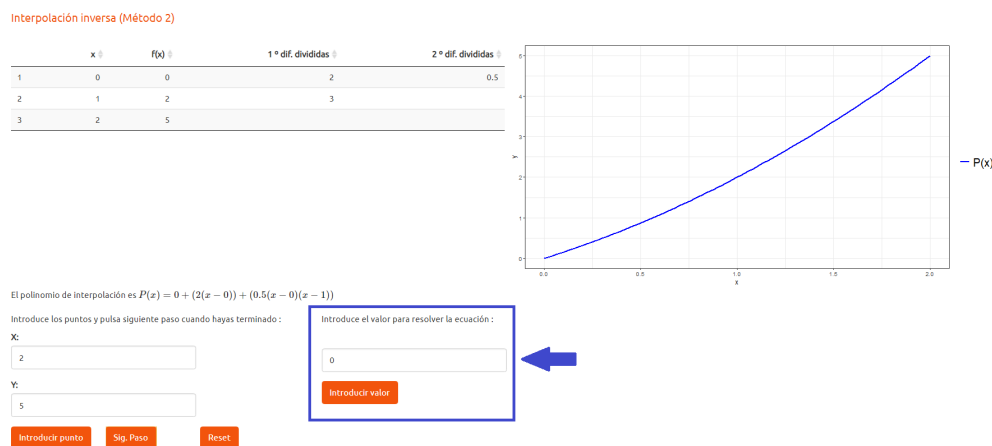 Interpolación inversa (Método 2)
x f(x) 1 º dif. divididas 2 º dif. divididas
1 0 0 2 0.5
2 1 2 3
3 2 5
5
4
3
2
1
0
y
0.0 0.5 1.0 1.5 2.0
x
P(x)
El polinomio de interpolación es P(x) = 0 + (2(x − 0)) + (0.5(x − 0)(x − 1))
Introduce los puntos y pulsa siguiente paso cuando hayas terminado :
X:
2
Y:
5
Introducir punto Sig. Paso Reset
Introduce el valor para resolver la ecuación :
0
Introducir valor